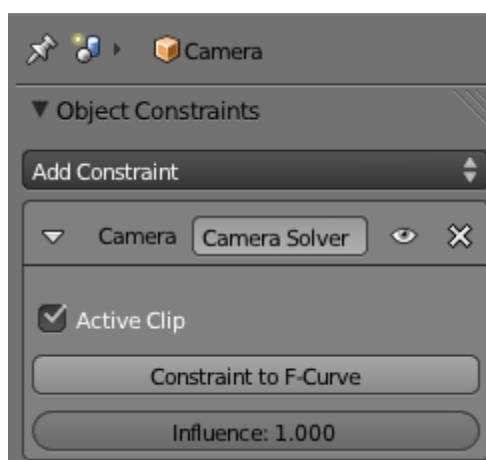 Camera
Object Constraints
Add Constraint
Camera Camera Solver
Active Clip
Constraint to F-Curve
Influence: 1.000